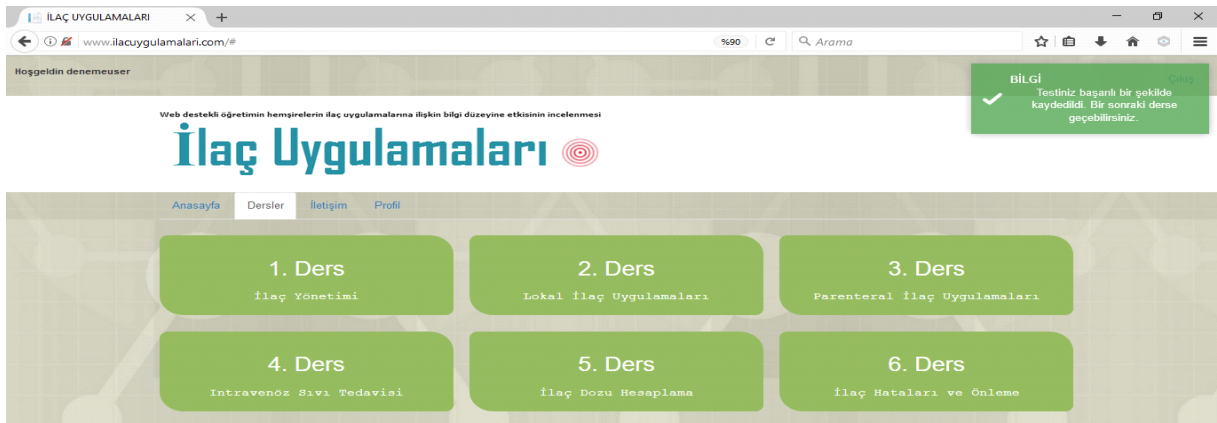 İLAÇ UYGULAMALARI
www.ilacuygulamalari.com/#
%90
Arama
Hoşgeldin denemeuser
Çıkış
BİLGİ
Testiniz başarılı bir şekilde
kaydedildi. Bir sonraki derse
geçebilirsiniz.
Web destekli öğretimin hemşirelerin ilaç uygulamalarına ilişkin bilgi düzeyine etkisinin incelenmesi
İlaç Uygulamaları
Anasayfa Dersler İletişim Profil
1. Ders
İlaç Yönetimi
2. Ders
Lokal İlaç Uygulamaları
3. Ders
Parenteral İlaç Uygulamaları
4. Ders
Intravenöz Sıvı Tedavisi
5. Ders
İlaç Dozu Hesaplama
6. Ders
İlaç Hataları ve Önleme